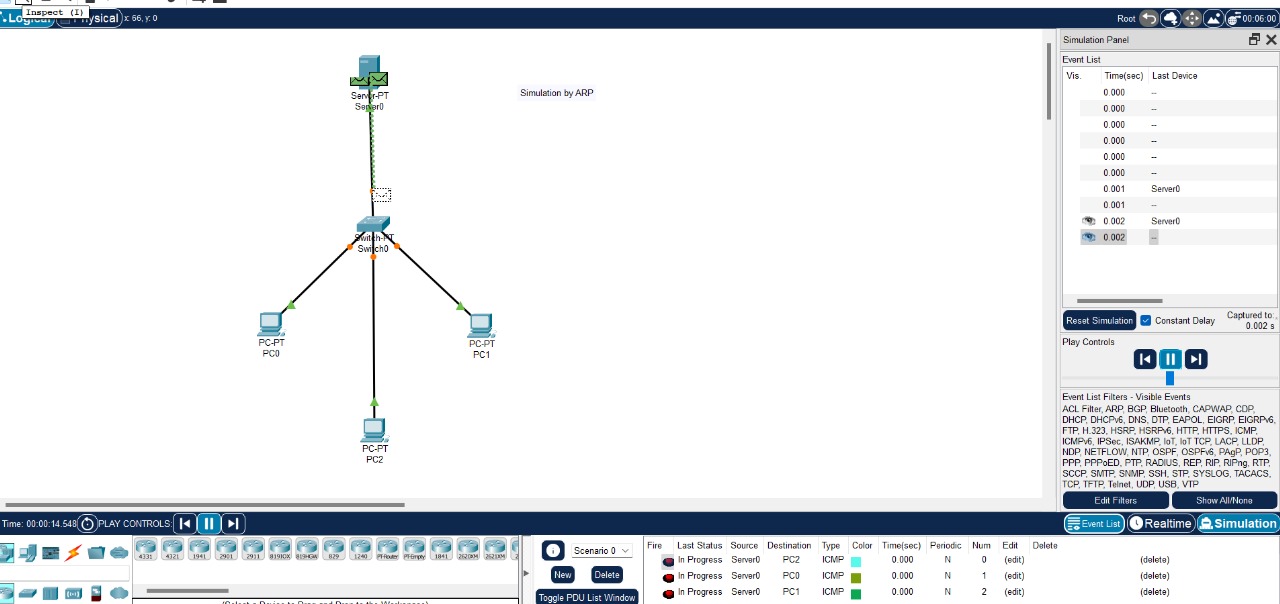 Inspect (I)
Logical
Physical x: 66, y: 0
Root
00:06:00
Simulation Panel
Event List
Vis. Time(sec) Last Device
0.000 --
0.000 --
0.000 --
0.000 --
0.000 --
0.000 --
0.001 Server0
0.001 --
0.002 Server0
0.002 --
Reset Simulation Constant Delay Captured to:
0.002 s
Play Controls
Event List Filters - Visible Events
ACL Filter, ARP, BGP, Bluetooth, CAPWAP, CDP,
DHCP, DHCPv6, DNS, DTP, EAPOL, EIGRP, EIGRPv6,
FTP, H.323, HSRP, HSRPv6, HTTP, HTTPS, ICMP,
ICMPv6, IPSec, ISAKMP, IoT, IoT TCP, LACP, LLDP,
NDP, NETFLOW, NTP, OSPF, OSPFv6, PAgP, POP3,
PPP, PPPoED, PTP, RADIUS, REP, RIP, RIPng, RTP,
SCCP, SMTP, SNMP, SSH, STP, SYSLOG, TACACS,
TCP, TFTP, Telnet, UDP, USB, VTP
Edit Filters Show All/None
Event List Realtime Simulation
Server-PT
Server0
Simulation by ARP
Switch-PT
Switch0
PC-PT
PC0
PC-PT
PC1
PC-PT
PC2
Time: 00:00:14.548 PLAY CONTROLS:
4331 4321 1941 2901 2911 819IOX 819HGW 829 1240 PT-Router PT-Empty 1841 2620XM 2621XM
(Select a Device to Drag and Drop to the Workspace)
Scenario 0
New Delete
Toggle PDU List Window
Fire Last Status Source Destination Type Color Time(sec) Periodic Num Edit Delete
In Progress Server0 PC2 ICMP 0.000 N 0 (edit) (delete)
In Progress Server0 PC0 ICMP 0.000 N 1 (edit) (delete)
In Progress Server0 PC1 ICMP 0.000 N 2 (edit) (delete)